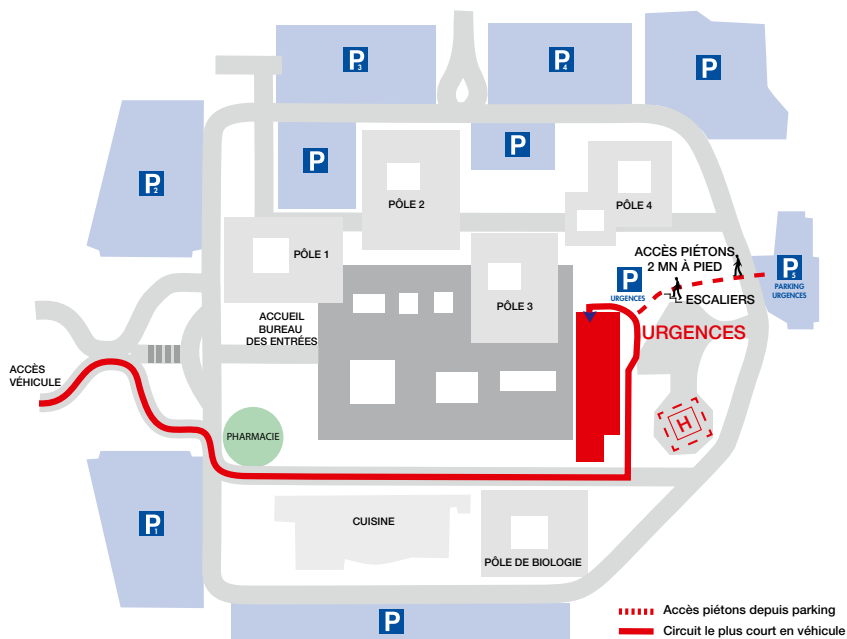 P3
P4
P
P2
P
P
PÔLE 2
PÔLE 4
PÔLE 1
ACCÈS PIÉTONS
2 MN À PIED
P
URGENCES
P5
PARKING
URGENCES
ESCALIERS
PÔLE 3
ACCUEIL
BUREAU
DES ENTRÉES
URGENCES
ACCÈS
VÉHICULE
H
PHARMACIE
P1
CUISINE
PÔLE DE BIOLOGIE
P
Accès piétons depuis parking
Circuit le plus court en véhicule